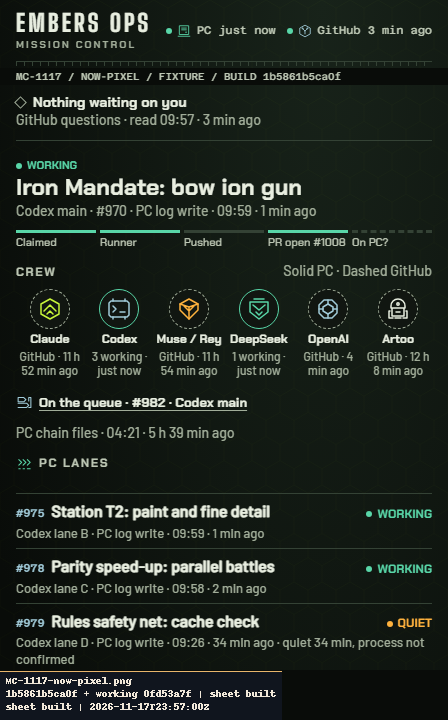 EMBERS OPS
MISSION CONTROL
PC just now
GitHub 3 min ago
MC-1117 / NOW-PIXEL / FIXTURE / BUILD 1b5861b5ca0f
Nothing waiting on you
GitHub questions · read 09:57 · 3 min ago
WORKING
Iron Mandate: bow ion gun
Codex main · #970 · PC log write · 09:59 · 1 min ago
Claimed
Runner
Pushed
PR open #1008
On PC?
CREW
Solid PC · Dashed GitHub
Claude
GitHub · 11 h
52 min ago
Codex
3 working ·
just now
Muse / Rey
GitHub · 11 h
54 min ago
DeepSeek
1 working ·
just now
OpenAI
GitHub · 4
min ago
Artoo
GitHub · 12 h
8 min ago
On the queue · #982 · Codex main
PC chain files · 04:21 · 5 h 39 min ago
PC LANES
#975 Station T2: paint and fine detail
WORKING
Codex lane B · PC log write · 09:59 · 1 min ago
#978 Parity speed-up: parallel battles
WORKING
Codex lane C · PC log write · 09:58 · 2 min ago
#979 Rules safety net: cache check
QUIET
Codex lane D · PC log write · 09:26 · 34 min ago · quiet 34 min, process not
confirmed
MC-1117-now-pixel.png
1b5861b5ca0f + working 0fd53a7f | sheet built
sheet built | 2026-11-17T23:57:00Z